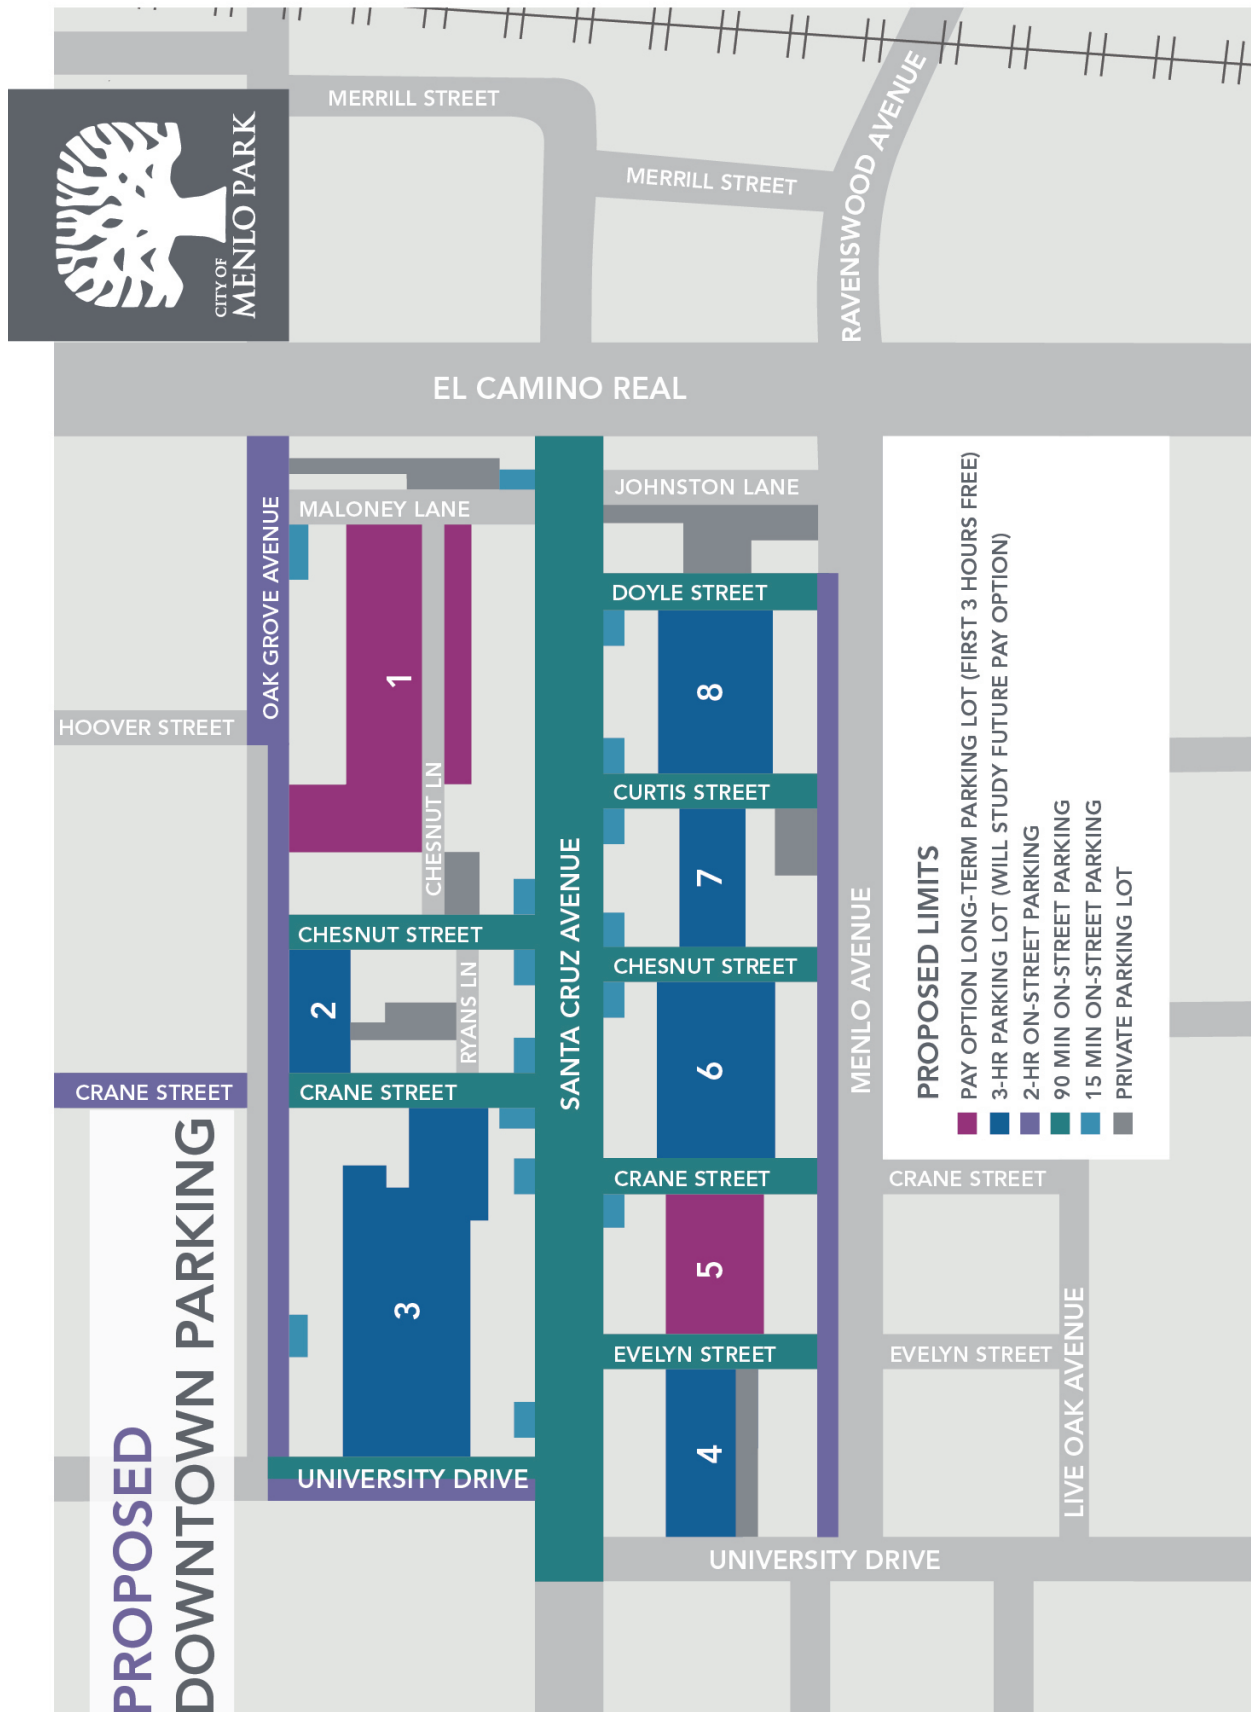 PROPOSED
DOWNTOWN PARKING
CITY OF
MENLO PARK
MERRILL STREET
MERRILL STREET
RAVENSWOOD AVENUE
EL CAMINO REAL
OAK GROVE AVENUE
MALONEY LANE
JOHNSTON LANE
DOYLE STREET
HOOVER STREET
1
CHESNUT LN
8
CURTIS STREET
7
SANTA CRUZ AVENUE
MENLO AVENUE
CHESNUT STREET
CHESNUT STREET
2
RYANS LN
6
CRANE STREET
CRANE STREET
CRANE STREET
CRANE STREET
3
5
EVELYN STREET
EVELYN STREET
LIVE OAK AVENUE
4
UNIVERSITY DRIVE
UNIVERSITY DRIVE
PROPOSED LIMITS
PAY OPTION LONG-TERM PARKING LOT (FIRST 3 HOURS FREE)
3-HR PARKING LOT (WILL STUDY FUTURE PAY OPTION)
2-HR ON-STREET PARKING
90 MIN ON-STREET PARKING
15 MIN ON-STREET PARKING
PRIVATE PARKING LOT